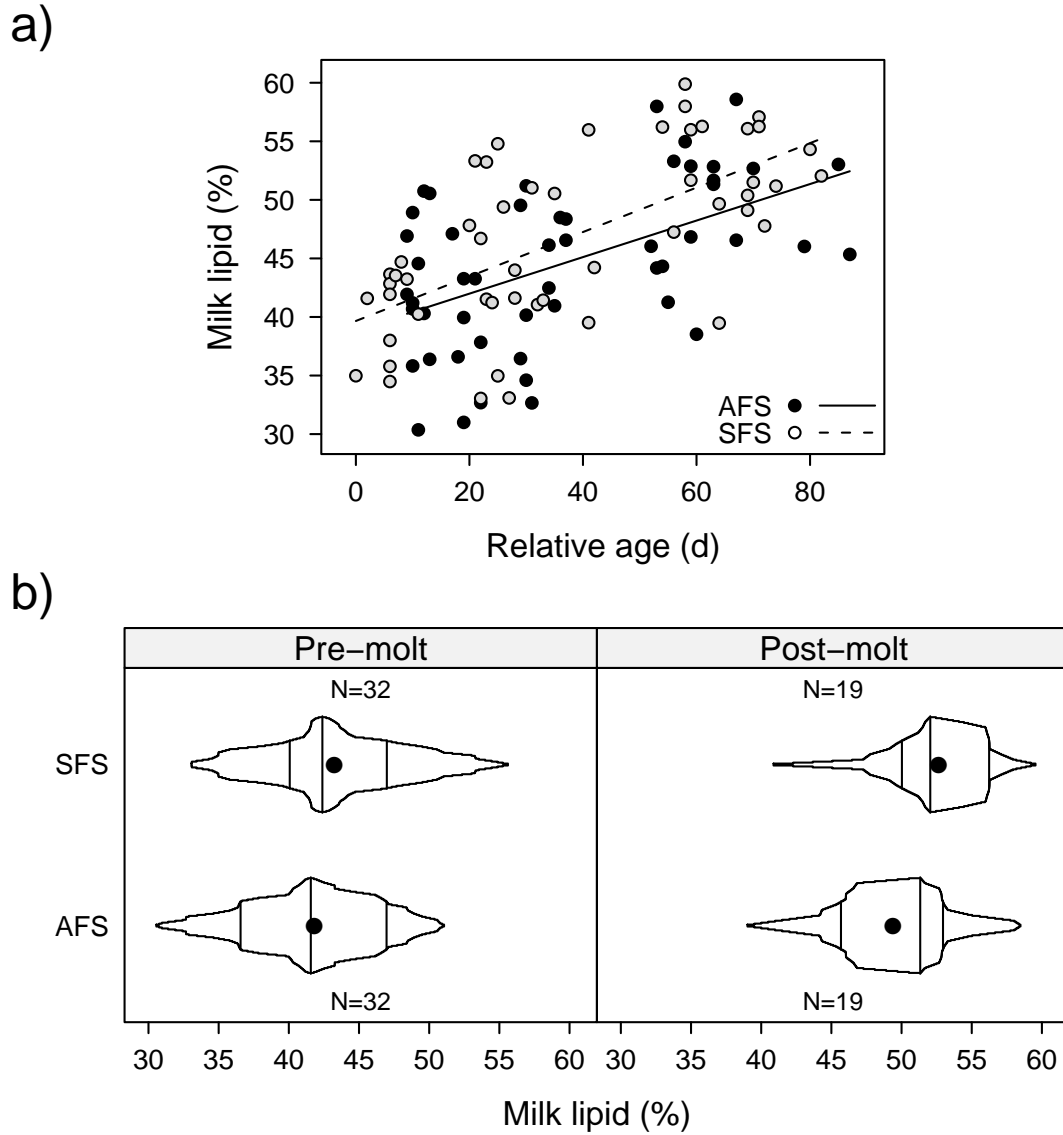 a)
Milk lipid (%)
60
55
50
45
40
35
30
AFS
SFS
0 20 40 60 80
Relative age (d)
b)
Pre−molt Post−molt
N=32 N=19
SFS
AFS
N=32 N=19
30 35 40 45 50 55 60 30 35 40 45 50 55 60
Milk lipid (%)